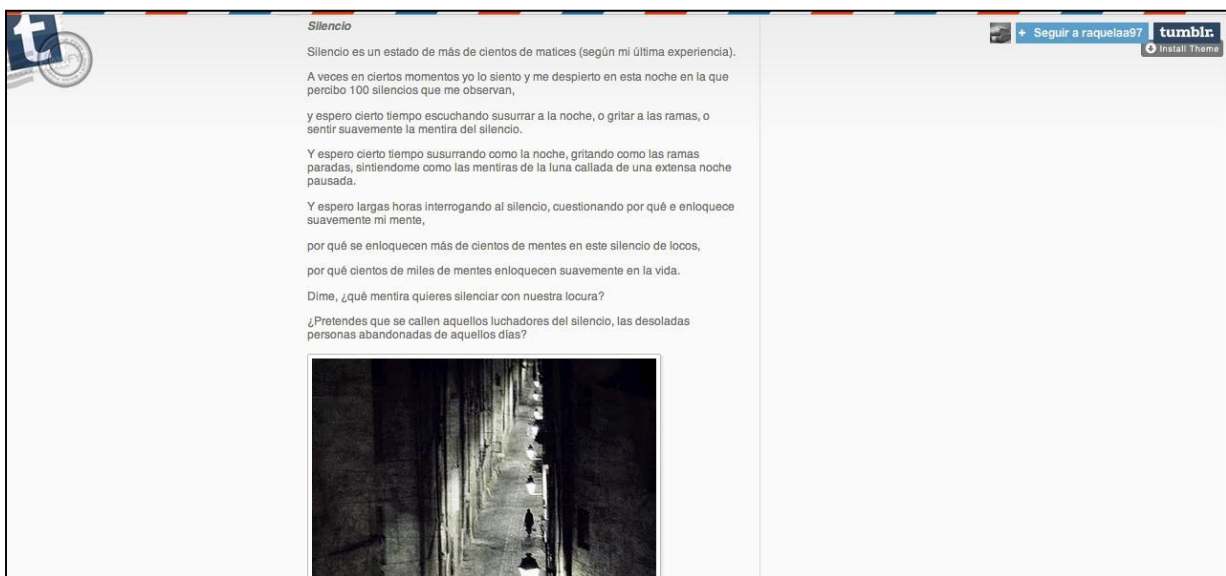 Silencio
Silencio es un estado de más de cientos de matices (según mi última experiencia).
A veces en ciertos momentos yo lo siento y me despierto en esta noche en la que
percibo 100 silencios que me observan,
y espero cierto tiempo escuchando susurrar a la noche, o gritar a las ramas, o
sentir suavemente la mentira del silencio.
Y espero cierto tiempo susurrando como la noche, gritando como las ramas
paradas, sintiendome como las mentiras de la luna callada de una extensa noche
pausada.
Y espero largas horas interrogando al silencio, cuestionando por qué e enloquece
suavemente mi mente,
por qué se enloquecen más de cientos de mentes en este silencio de locos,
por qué cientos de miles de mentes enloquecen suavemente en la vida.
Dime, ¿qué mentira quieres silenciar con nuestra locura?
¿Pretendes que se callen aquellos luchadores del silencio, las desoladas
personas abandonadas de aquellos días?
+ Seguir a raquelaa97
tumblr.
Install Theme
t